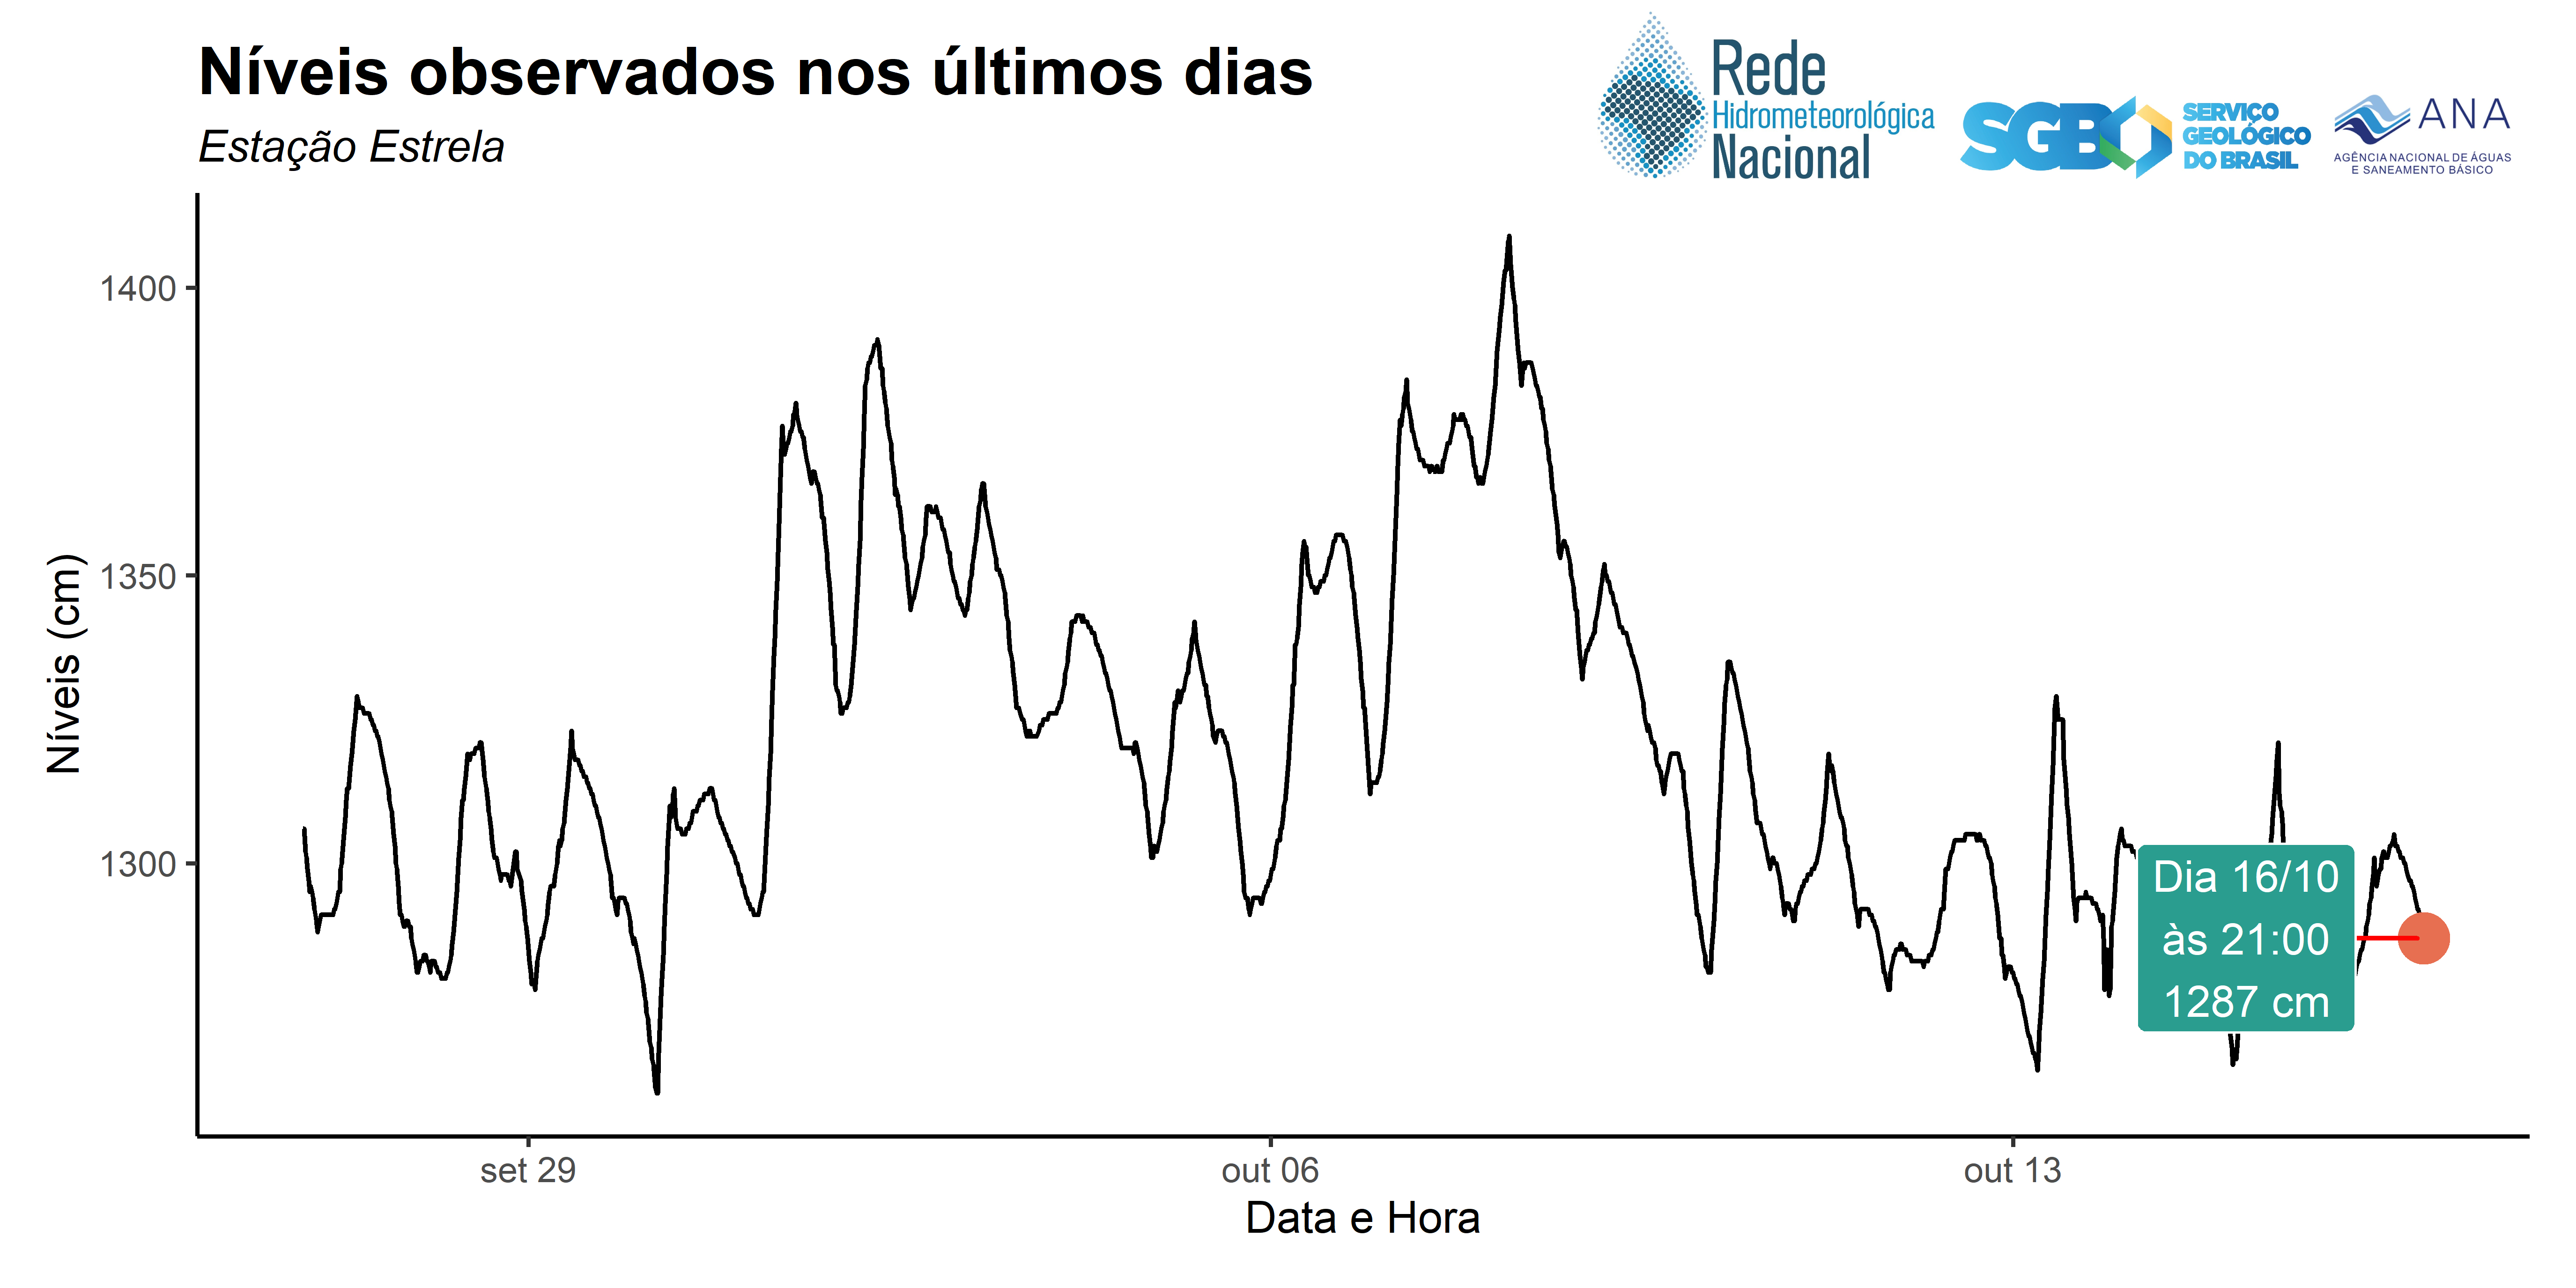 Níveis observados nos últimos dias
Estação Estrela
Rede
Hidrometeorológica
Nacional
SGB
SERVIÇO
GEOLÓGICO
DO BRASIL
ANA
AGÊNCIA NACIONAL DE ÁGUAS
E SANEAMENTO BÁSICO
Níveis (cm)
1400
1350
1300
Dia 16/10
às 21:00
1287 cm
set 29
out 06
out 13
Data e Hora